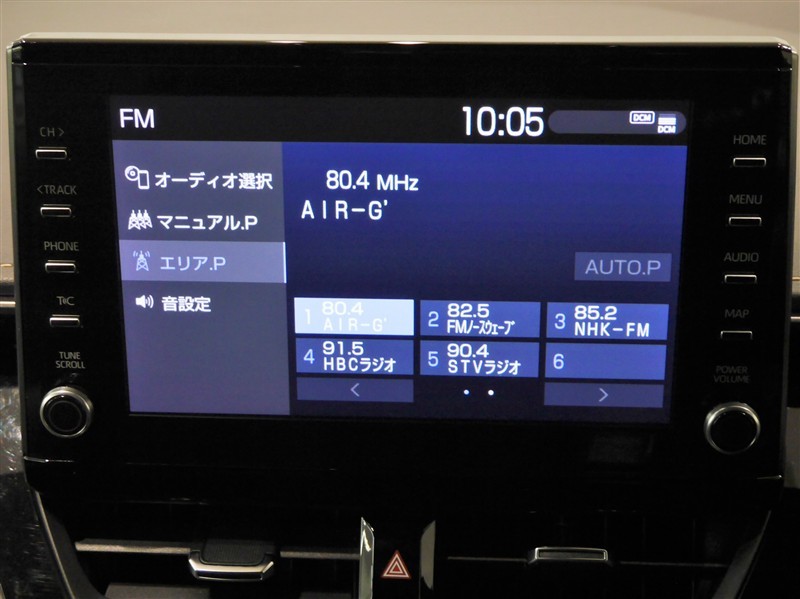 FM
10:05
DCM
DCM
CH >
< TRACK
PHONE
T@C
TUNE
SCROLL
オーディオ選択
マニュアル.P
エリア.P
音設定
80.4 MHz
AIR-G'
AUTO.P
1 80.4
AIR-G'
2 82.5
FMノースウェーブ
3 85.2
NHK-FM
4 91.5
HBCラジオ
5 90.4
STVラジオ
6
<
>
HOME
MENU
AUDIO
MAP
POWER
VOLUME